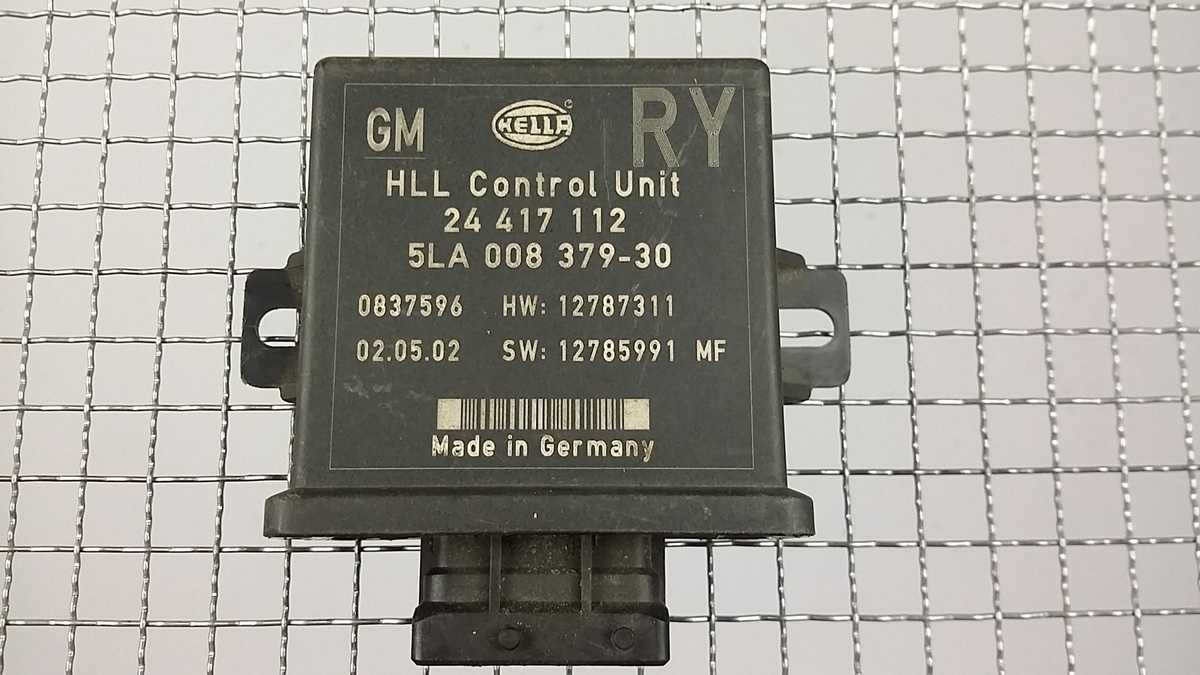 GM HELLA RY
HLL Control Unit
24 417 112
5LA 008 379-30
0837596 HW: 12787311
02.05.02 SW: 12785991 MF
Made in Germany